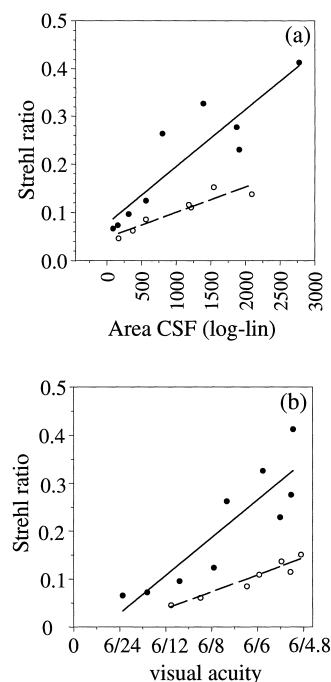 (a)
0.5
0.4
0.3
0.2
0.1
0.0
Strehl ratio
0
500
1000
1500
2000
2500
3000
Area CSF (log-lin)
(b)
0.5
0.4
0.3
0.2
0.1
0
Strehl ratio
0 6/24 6/12 6/8 6/6 6/4.8
visual acuity